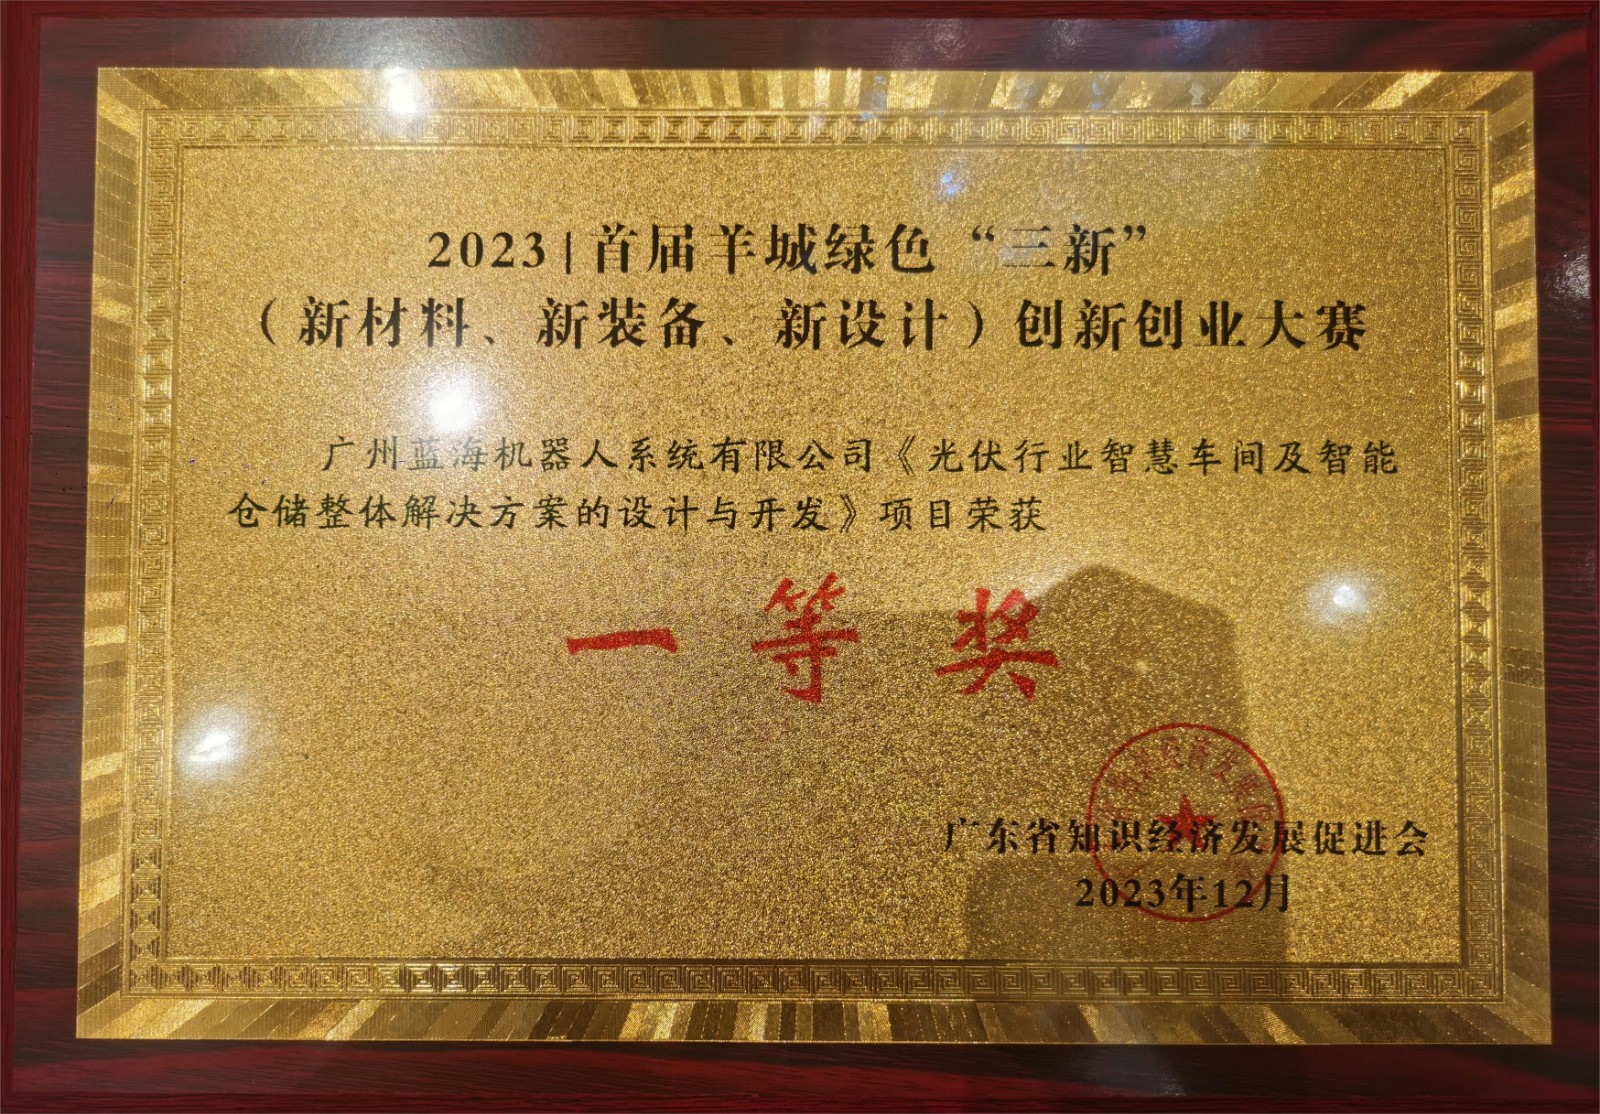 2023|首届羊城绿色“三新”
（新材料、新装备、新设计）创新创业大赛
广州蓝海机器人系统有限公司《光伏行业智慧车间及智能
仓储整体解决方案的设计与开发》项目荣获
一等奖
广东省知识经济发展促进会
2023年12月